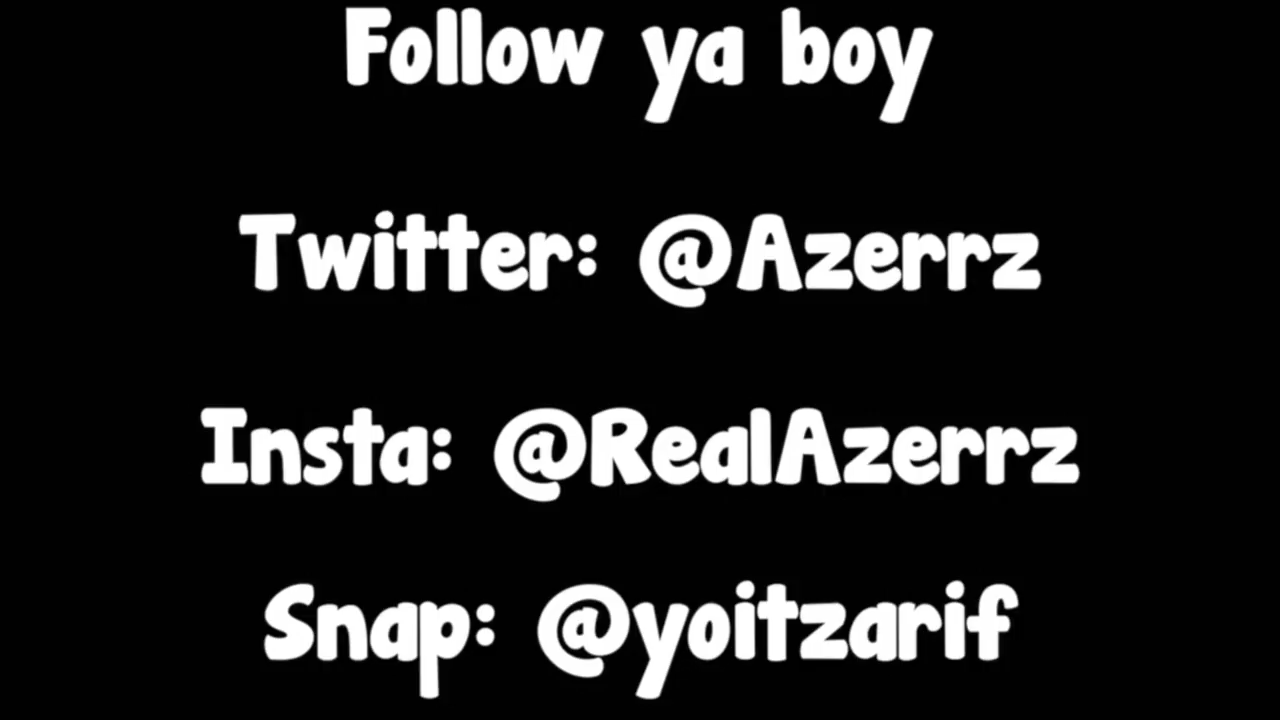 Follow ya boy
Twitter: @Azerrz
Insta: @RealAzerrz
Snap: @yoitzarif